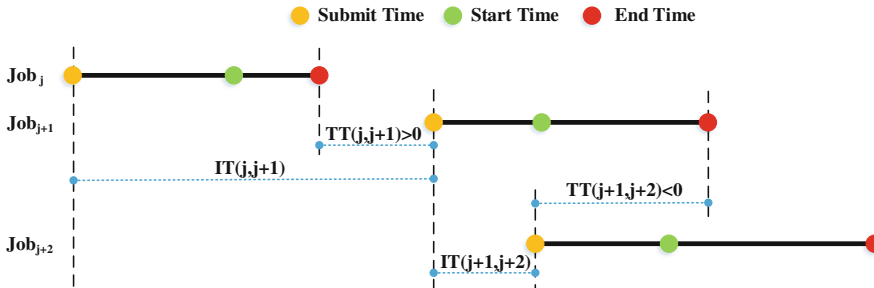 Submit Time Start Time End Time
Job j
Job j+1
TT(j,j+1)>0
IT(j,j+1)
TT(j+1,j+2)<0
Job j+2
IT(j+1,j+2)